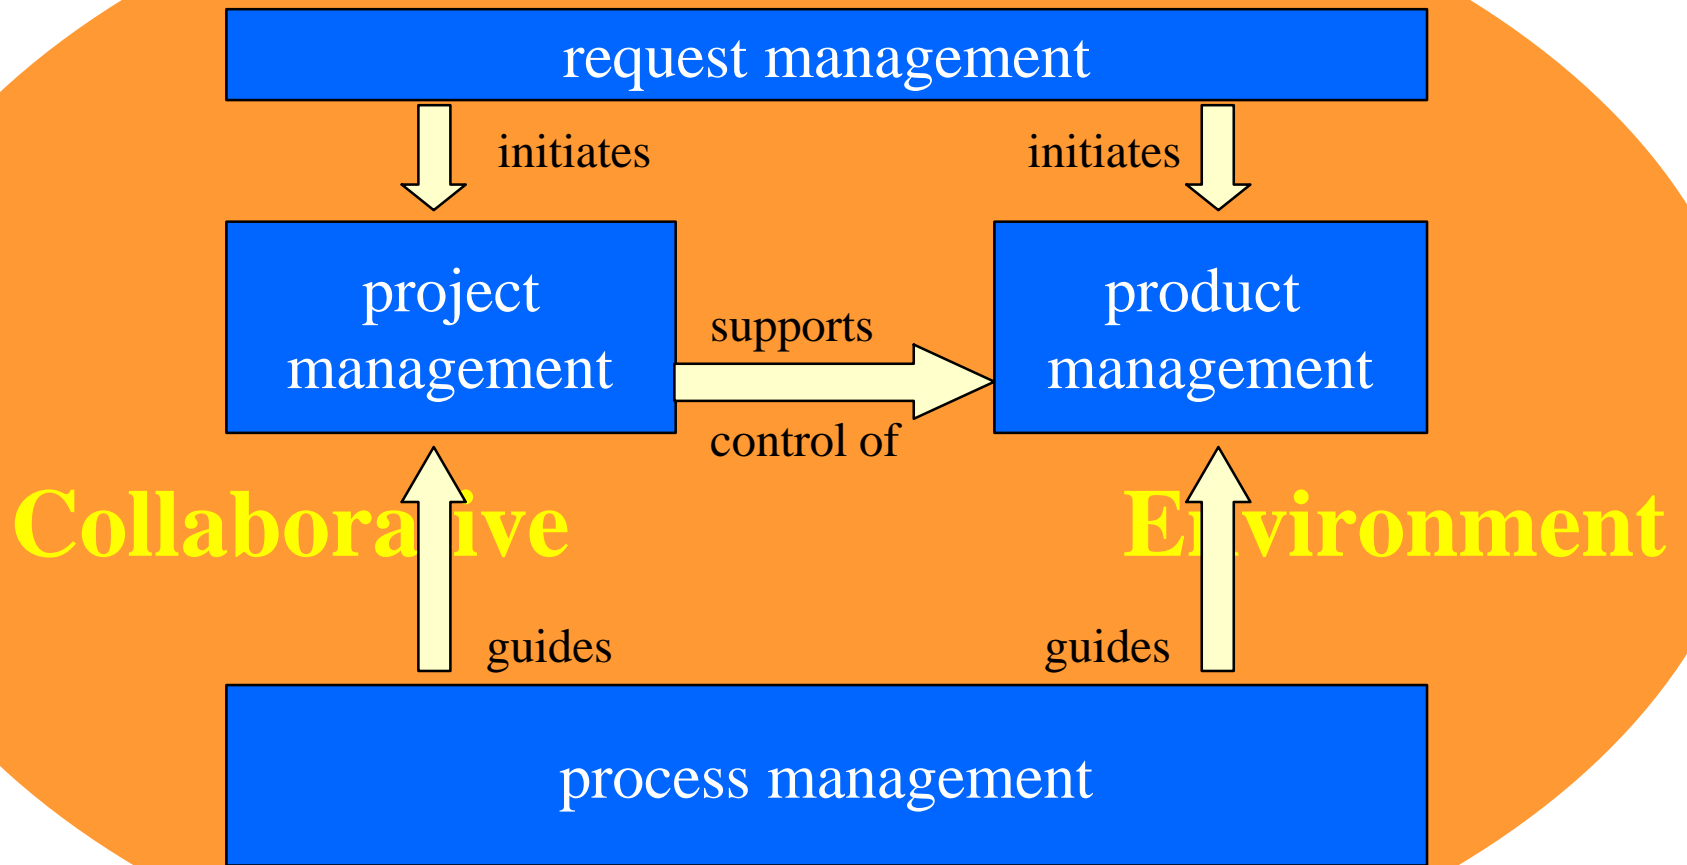 request management
initiates
initiates
project
management
product
management
supports
control of
Collaborative
Environment
guides
guides
process management